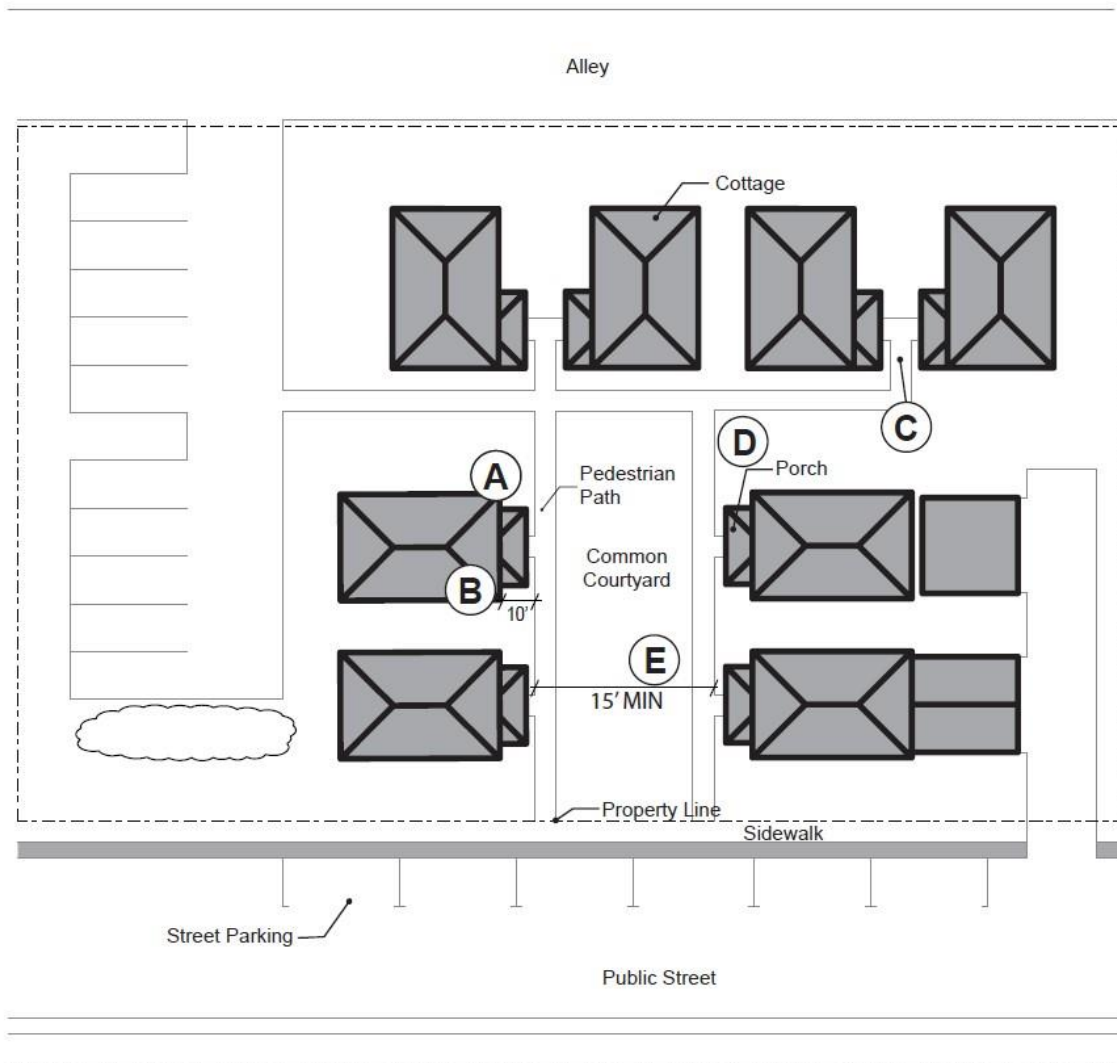 Alley
Cottage
C
A
D
Porch
Pedestrian
Path
Common
Courtyard
B
10'
E
15' MIN
Property Line
Sidewalk
Street Parking
Public Street